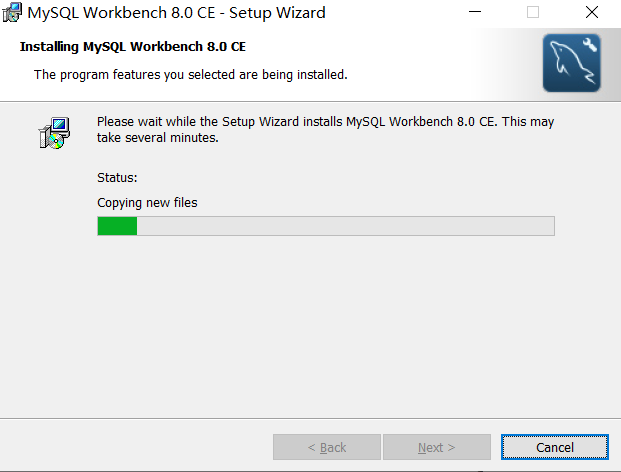 MySQL Workbench 8.0 CE - Setup Wizard
Installing MySQL Workbench 8.0 CE
The program features you selected are being installed.
Please wait while the Setup Wizard installs MySQL Workbench 8.0 CE. This may
take several minutes.
Status:
Copying new files
< Back
Next >
Cancel